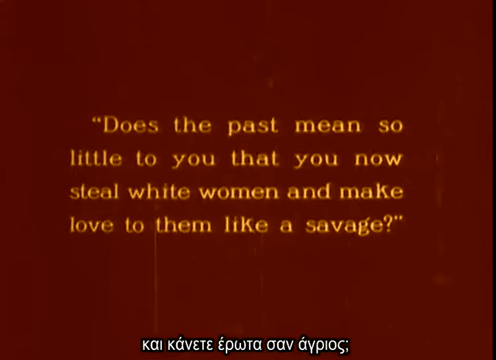 “Does the past mean so
little to you that you now
steal white women and make
love to them like a savage?”
και κάνετε έρωτα σαν άγριος;